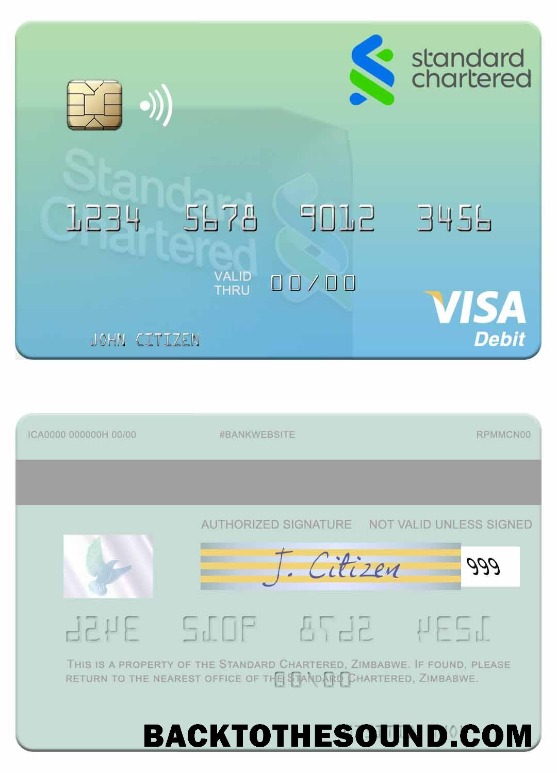 standard
chartered
Standard
Chartered
1234 5678 9012 3456
VALID
THRU 00/00
VISA
Debit
JOHN CITIZEN
ICA0000 000000H 00/00 #BANKWEBSITE RPMMCN00
AUTHORIZED SIGNATURE NOT VALID UNLESS SIGNED
J. Citizen 999
THIS IS A PROPERTY OF THE STANDARD CHARTERED, ZIMBABWE. IF FOUND, PLEASE
RETURN TO THE NEAREST OFFICE OF THE STANDARD CHARTERED, ZIMBABWE.
BACKTOTHESOUND.COM